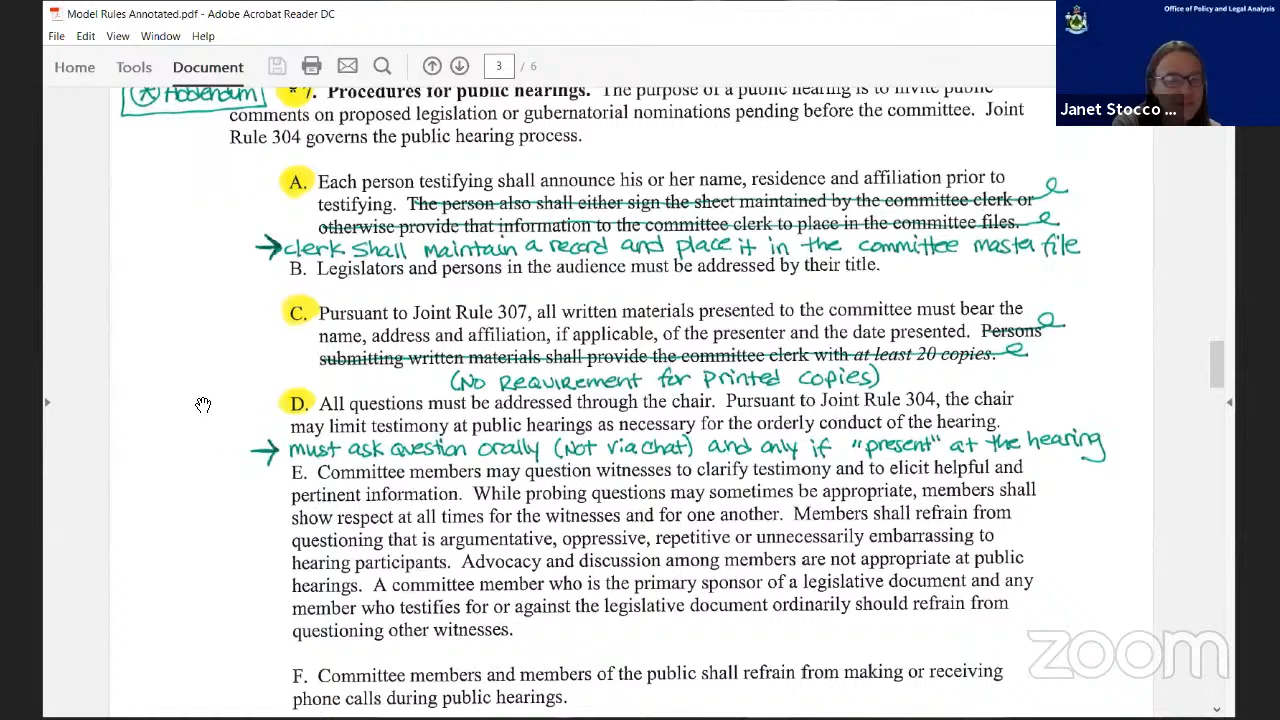 Model Rules Annotated.pdf - Adobe Acrobat Reader DC
File Edit View Window Help
Home Tools Document 3 / 6
Office of Policy and Legal Analysis
Janet Stocco ...
Addendum * 7. Procedures for public hearings. The purpose of a public hearing is to invite public
comments on proposed legislation or gubernatorial nominations pending before the committee. Joint
Rule 304 governs the public hearing process.
A. Each person testifying shall announce his or her name, residence and affiliation prior to
testifying. The person also shall either sign the sheet maintained by the committee clerk or
otherwise provide that information to the committee clerk to place in the committee files.
→ clerk shall maintain a record and place it in the committee master file
B. Legislators and persons in the audience must be addressed by their title.
C. Pursuant to Joint Rule 307, all written materials presented to the committee must bear the
name, address and affiliation, if applicable, of the presenter and the date presented. Persons
submitting written materials shall provide the committee clerk with at least 20 copies.
(No Requirement for printed copies)
D. All questions must be addressed through the chair. Pursuant to Joint Rule 304, the chair
may limit testimony at public hearings as necessary for the orderly conduct of the hearing.
→ must ask question orally (Not via chat) and only if "present" at the hearing
E. Committee members may question witnesses to clarify testimony and to elicit helpful and
pertinent information. While probing questions may sometimes be appropriate, members shall
show respect at all times for the witnesses and for one another. Members shall refrain from
questioning that is argumentative, oppressive, repetitive or unnecessarily embarrassing to
hearing participants. Advocacy and discussion among members are not appropriate at public
hearings. A committee member who is the primary sponsor of a legislative document and any
member who testifies for or against the legislative document ordinarily should refrain from
questioning other witnesses.
F. Committee members and members of the public shall refrain from making or receiving
phone calls during public hearings.
zoom